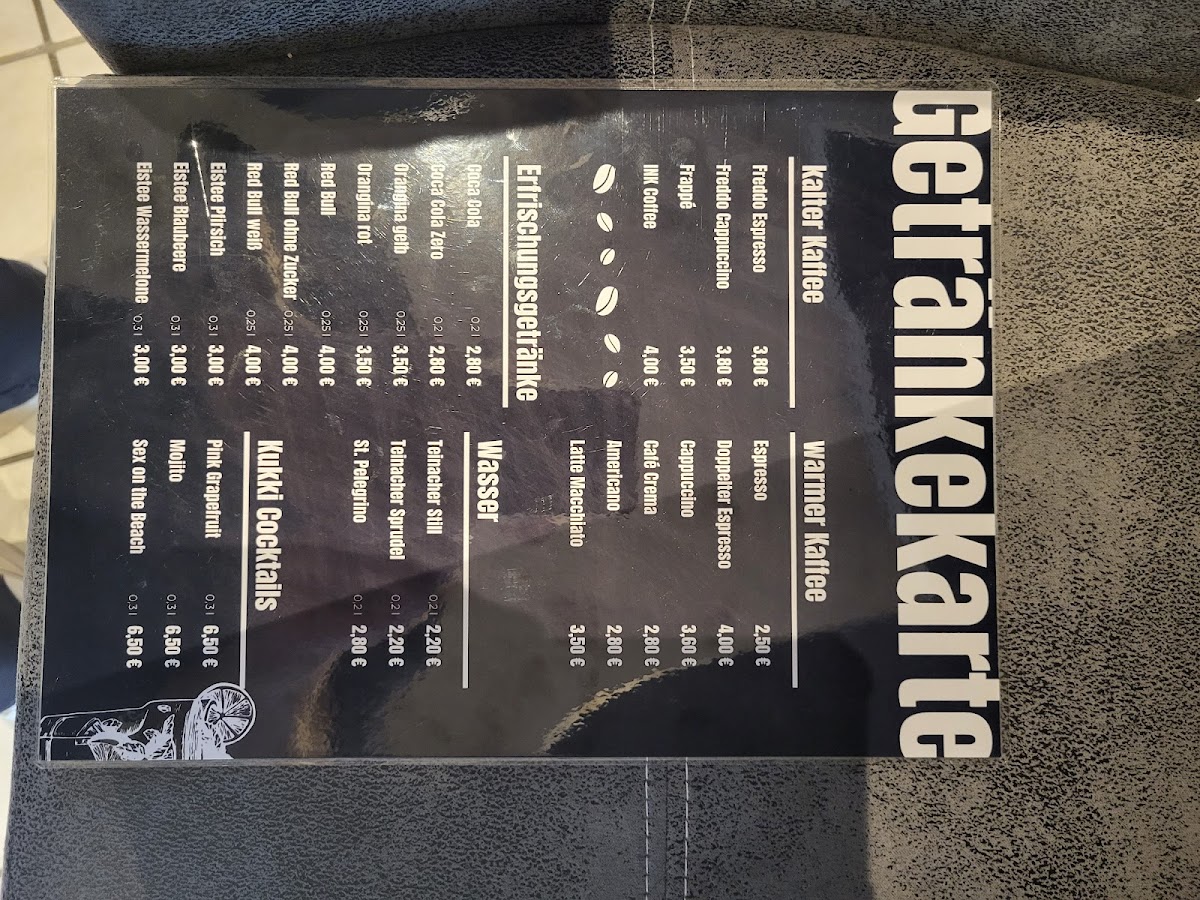 Getränkekarte
Kalter Kaffee
Freddo Espresso 3,80 €
Freddo Cappuccino 3,80 €
Frappé 3,50 €
INK Coffee 4,00 €
Erfrischungsgetränke
Coca Cola 0,2 l 2,80 €
Coca Cola Zero 0,2 l 2,80 €
Orangina gelb 0,25 l 3,50 €
Orangina rot 0,25 l 3,50 €
Red Bull 0,25 l 4,00 €
Red Bull ohne Zucker 0,25 l 4,00 €
Red Bull weiß 0,25 l 4,00 €
Eistee Pfirsich 0,3 l 3,00 €
Eistee Blaubeere 0,3 l 3,00 €
Eistee Wassermelone 0,3 l 3,00 €
Warmer Kaffee
Espresso 2,50 €
Doppelter Espresso 4,00 €
Cappuccino 3,60 €
Café Crema 2,80 €
Americano 2,80 €
Latte Macchiato 3,50 €
Wasser
Teinacher Still 0,2 l 2,20 €
Teinacher Sprudel 0,2 l 2,20 €
St. Pelegrino 0,2 l 2,80 €
Kukki Cocktails
Pink Grapefruit 0,3 l 6,50 €
Mojito 0,3 l 6,50 €
Sex on the Beach 0,3 l 6,50 €